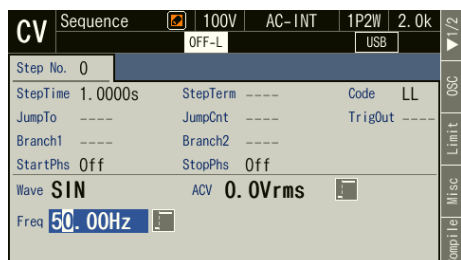 CV Sequence 100V AC-INT 1P2W 2.0k
OFF-L USB
▼1/2
Step No. 0
StepTime 1.0000s StepTerm ---- Code LL
JumpTo ---- JumpCnt ---- TrigOut ----
Branch1 ---- Branch2 ----
StartPhs Off StopPhs Off
Wave SIN ACV 0.0Vrms
Freq 50.00Hz
OSC
Limit
Misc
ompile